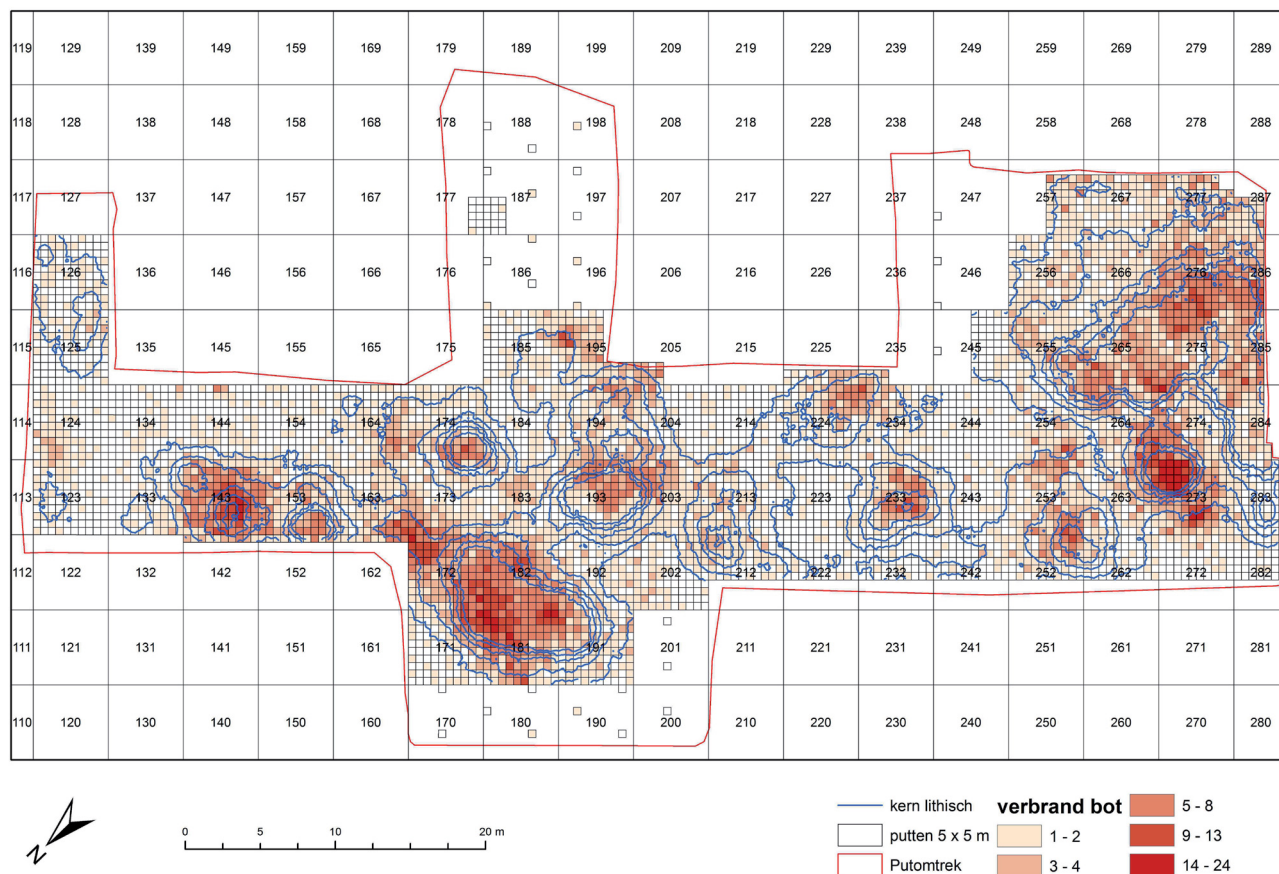 119 129 139 149 159 169 179 189 199 209 219 229 239 249 259 269 279 289
118 128 138 148 158 168 178 188 198 208 218 228 238 248 258 268 278 288
117 127 137 147 157 167 177 187 197 207 217 227 237 247 257 267 277 287
116 126 136 146 156 166 176 186 196 206 216 226 236 246 256 266 276 286
115 125 135 145 155 165 175 185 195 205 215 225 235 245 255 265 275 285
114 124 134 144 154 164 174 184 194 204 214 224 234 244 254 264 274 284
113 123 133 143 153 163 173 183 193 203 213 223 233 243 253 263 273 283
112 122 132 142 152 162 172 182 192 202 212 222 232 242 252 262 272 282
111 121 131 141 151 161 171 181 191 201 211 221 231 241 251 261 271 281
110 120 130 140 150 160 170 180 190 200 210 220 230 240 250 260 270 280
N
0 5 10 20 m
kern lithisch
putten 5 x 5 m
Putomtrek
verbrand bot
1 - 2
3 - 4
5 - 8
9 - 13
14 - 24